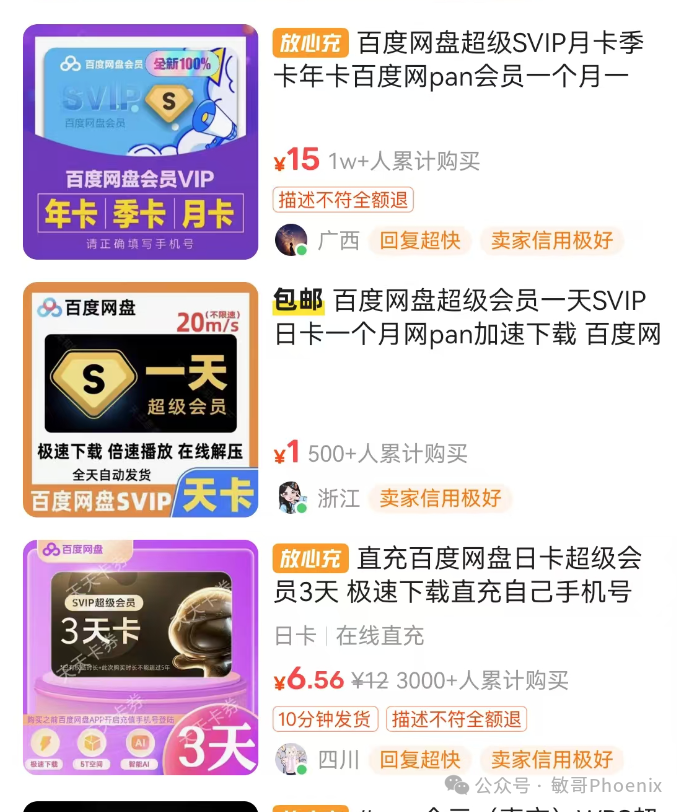 百度网盘会员
全新100%
SVIP
百度网盘会员
百度网盘会员VIP
年卡 季卡 月卡
请正确填写手机号
放心充 百度网盘超级SVIP月卡季
卡年卡百度网pan会员一个月一
¥15 1w+人累计购买
描述不符全额退
广西 回复超快 卖家信用极好
百度网盘
20m/s
(不限速)
S 一天
超级会员
极速下载 倍速播放 在线解压
全天自动发货
百度网盘SVIP 天卡
包邮 百度网盘超级会员一天SVIP
日卡一个月网pan加速下载 百度网
¥1 500+人累计购买
浙江 卖家信用极好
百度网盘
SVIP超级会员
3天卡
天天卡券
极速下载 5T空间 智能AI
3天
放心充 直充百度网盘日卡超级会
员3天 极速下载直充自己手机号
日卡 | 在线直充
¥6.56 ¥12 3000+人累计购买
10分钟发货 描述不符全额退
四川 回复超快 卖家信用极好
公众号 · 敏哥Phoenix